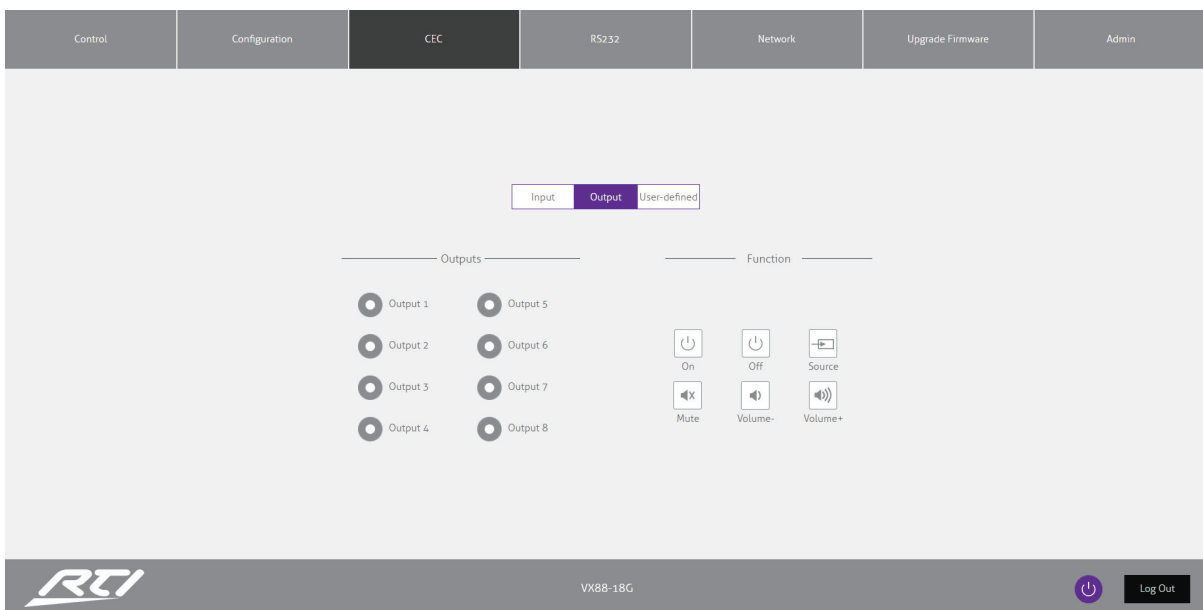 Control Configuration CEC RS232 Network Upgrade Firmware Admin
Input Output User-defined
Outputs
Output 1 Output 5
Output 2 Output 6
Output 3 Output 7
Output 4 Output 8
Function
On Off Source
Mute Volume- Volume+
RTI VX88-18G Log Out